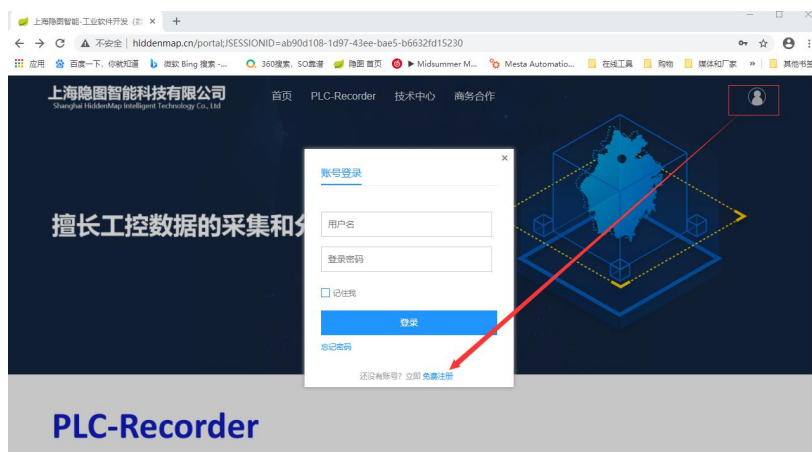 上海隐图智能-工业软件开发 (数
不安全 | hiddenmap.cn/portal;JSESSIONID=ab90d108-1d97-43ee-bae5-b6632fd15230
应用 百度一下，你就知道 微软 Bing 搜索 -... 360搜索，SO靠谱 隐图 首页 ▶ Midsummer M... Mesta Automatio... 在线工具 购物 媒体和厂家 » 其他书签
上海隐图智能科技有限公司 首页 PLC-Recorder 技术中心 商务合作
Shanghai HiddenMap Intelligent Technology Co., Ltd
账号登录
擅长工控数据的采集和分
用户名
登录密码
记住我
登录
忘记密码
还没有账号？立即 免费注册
PLC-Recorder